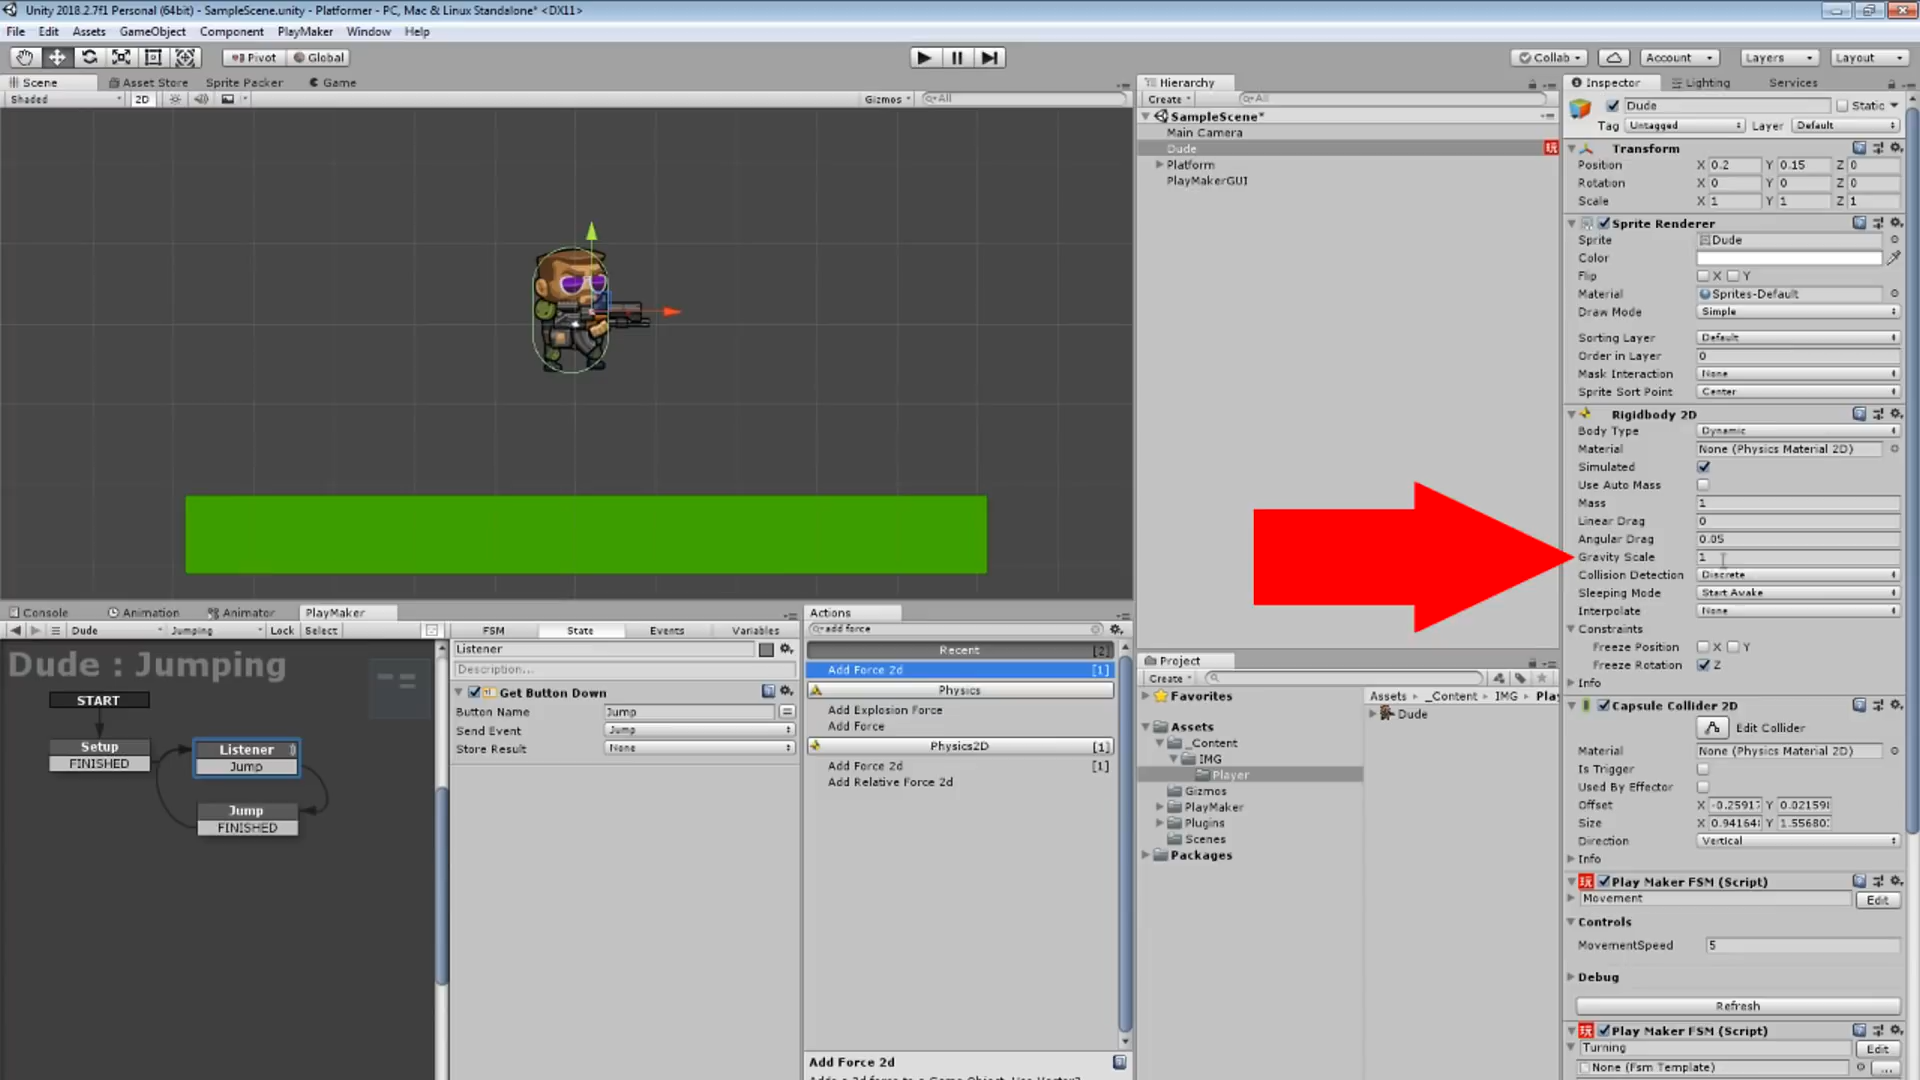 Unity 2018.2.7f1 Personal (64bit) - SampleScene.unity - Platformer - PC, Mac & Linux Standalone* <DX11>
File Edit Assets GameObject Component PlayMaker Window Help
Pivot Global Collab Account Layers Layout
Scene Asset Store Sprite Packer Game
Shaded 2D Gizmos All
Hierarchy
Create All
SampleScene*
Main Camera
Dude
Platform
PlayMakerGUI
Inspector Lighting Services
Dude Static
Tag Untagged Layer Default
Transform
Position X 0.2 Y 0.15 Z 0
Rotation X 0 Y 0 Z 0
Scale X 1 Y 1 Z 1
Sprite Renderer
Sprite Dude
Color
Flip X Y
Material Sprites-Default
Draw Mode Simple
Sorting Layer Default
Order in Layer 0
Mask Interaction None
Sprite Sort Point Center
Rigidbody 2D
Body Type Dynamic
Material None (Physics Material 2D)
Simulated
Use Auto Mass
Mass 1
Linear Drag 0
Angular Drag 0.05
Gravity Scale 1
Collision Detection Discrete
Sleeping Mode Start Awake
Interpolate None
Constraints
Freeze Position X Y
Freeze Rotation Z
Info
Capsule Collider 2D
Edit Collider
Material None (Physics Material 2D)
Is Trigger
Used By Effector
Offset X -0.2591 Y 0.02159
Size X 0.9416 Y 1.5568
Direction Vertical
Info
Play Maker FSM (Script)
Movement Edit
Controls
MovementSpeed 5
Debug
Refresh
Play Maker FSM (Script)
Turning Edit
None (Fsm Template) ...
Console Animation Animator PlayMaker
Dude Jumping Lock Select
Dude : Jumping
START
Setup
FINISHED
Listener
Jump
Jump
FINISHED
FSM State Events Variables
Listener
Description...
Get Button Down
Button Name Jump
Send Event Jump
Store Result None
Actions
add force
Recent [2]
Add Force 2d [1]
Physics
Add Explosion Force
Add Force
Physics2D [1]
Add Force 2d [1]
Add Relative Force 2d
Add Force 2d
Project
Create
Favorites
Assets
_Content
IMG
Player
Gizmos
PlayMaker
Plugins
Scenes
Packages
Assets _Content IMG Play
Dude